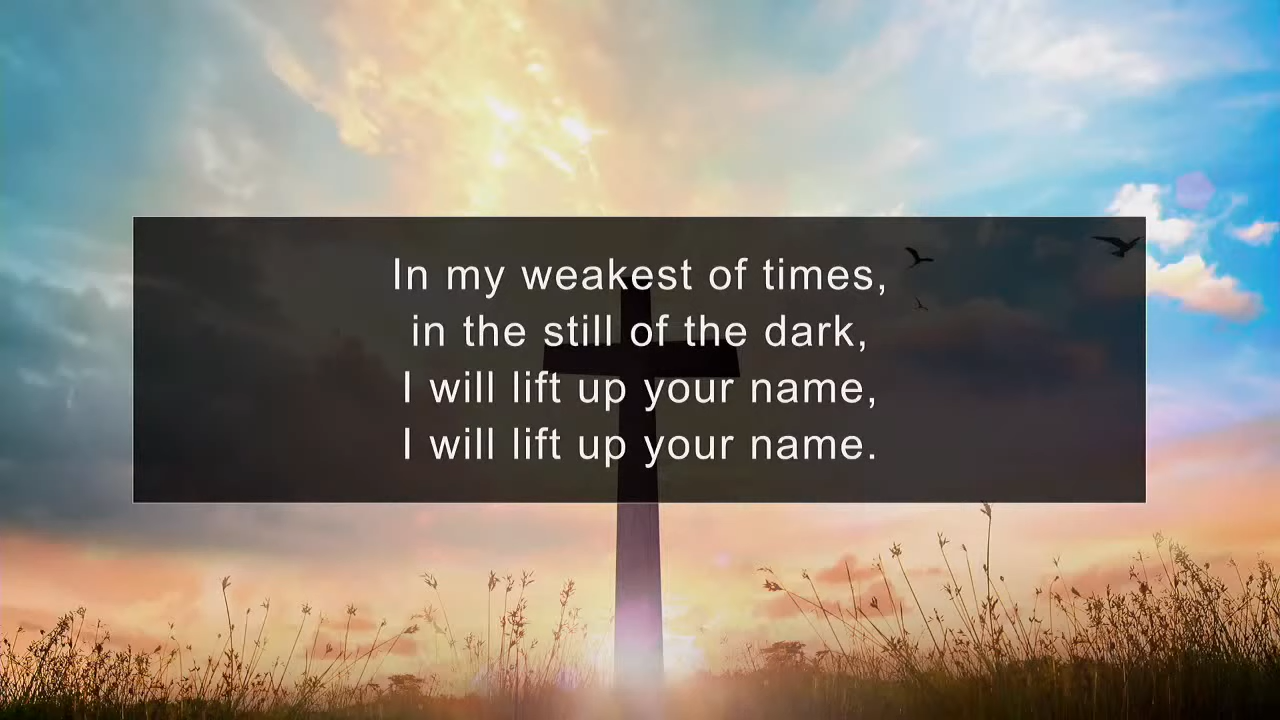 In my weakest of times,
in the still of the dark,
I will lift up your name,
I will lift up your name.